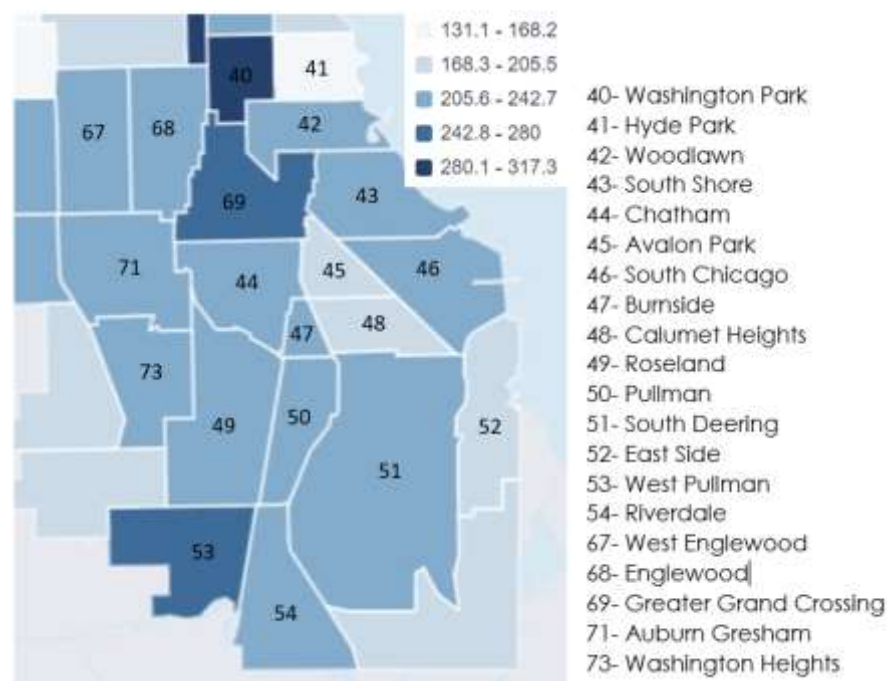 131.1 - 168.2
168.3 - 205.5
205.6 - 242.7
242.8 - 280
280.1 - 317.3
40
41
67
68
42
69
43
71
44
45
46
47
48
73
49
50
51
52
53
54
40- Washington Park
41- Hyde Park
42- Woodlawn
43- South Shore
44- Chatham
45- Avalon Park
46- South Chicago
47- Burnside
48- Calumet Heights
49- Roseland
50- Pullman
51- South Deering
52- East Side
53- West Pullman
54- Riverdale
67- West Englewood
68- Englewood
69- Greater Grand Crossing
71- Auburn Gresham
73- Washington Heights